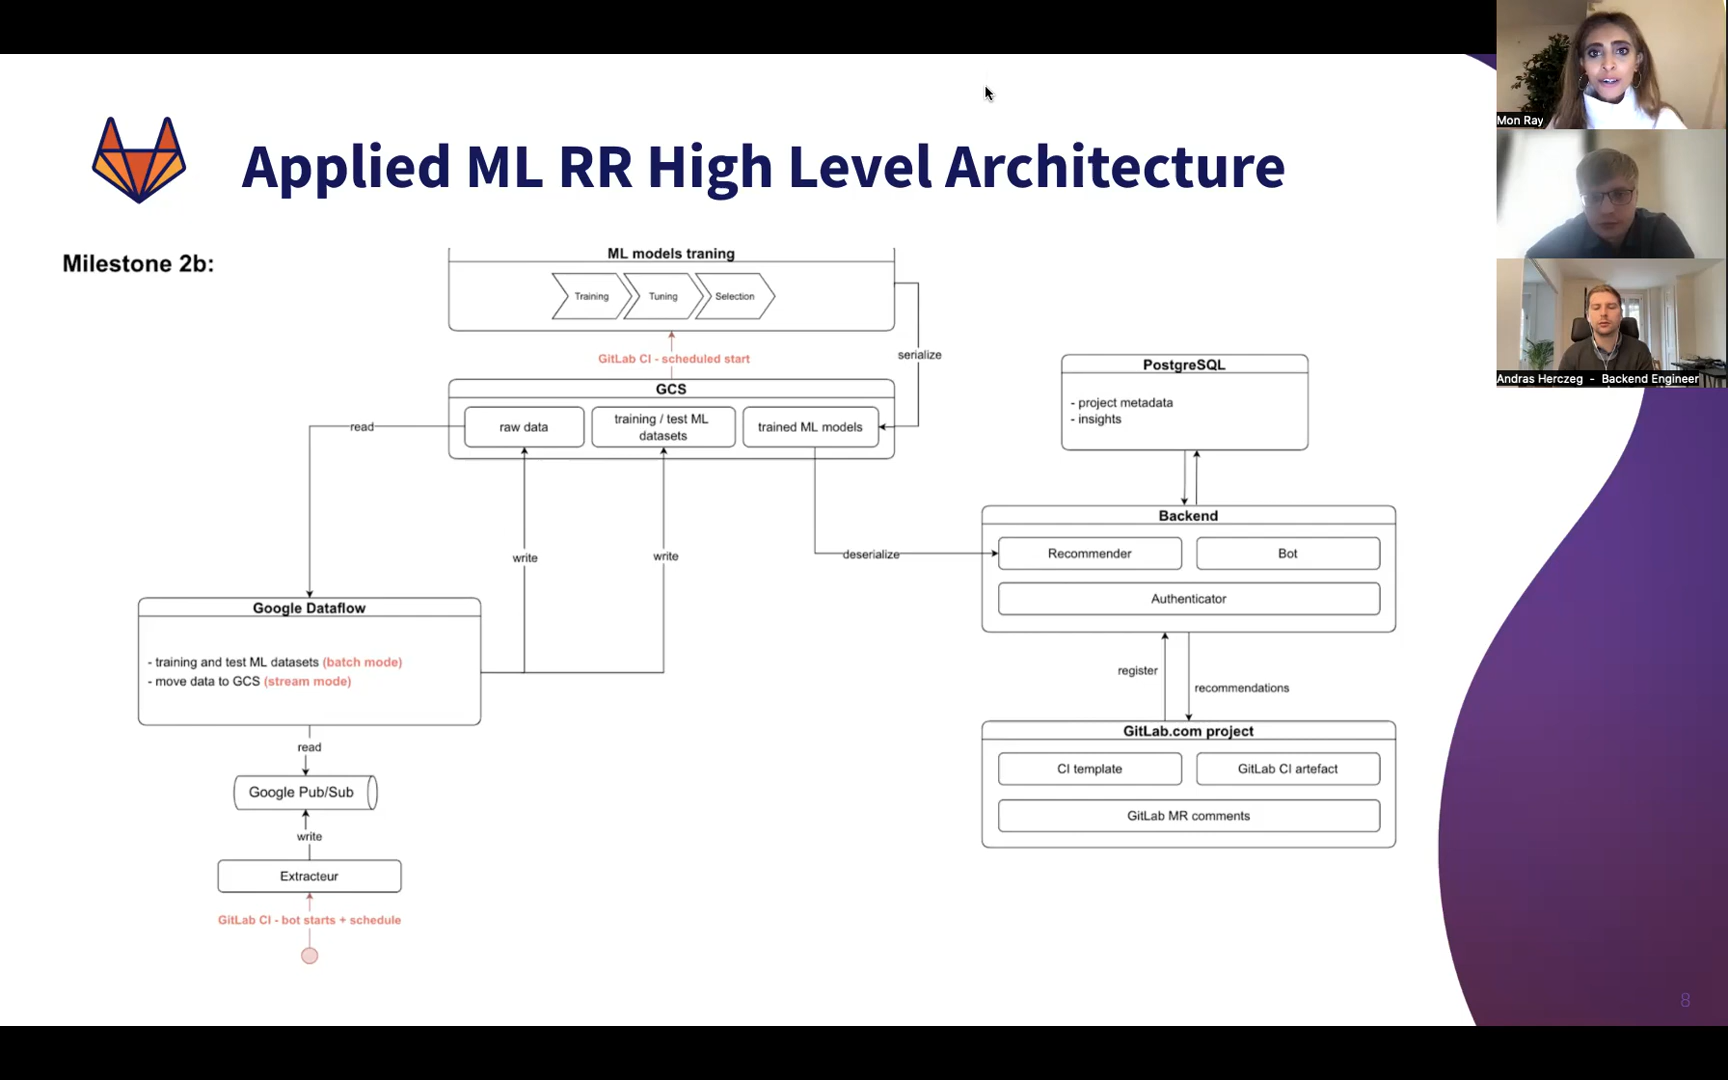 Applied ML RR High Level Architecture
Milestone 2b:
ML models traning
Training
Tuning
Selection
GitLab CI - scheduled start
serialize
GCS
raw data
training / test ML
datasets
trained ML models
read
write
write
deserialize
Google Dataflow
- training and test ML datasets (batch mode)
- move data to GCS (stream mode)
read
Google Pub/Sub
write
Extracteur
GitLab CI - bot starts + schedule
PostgreSQL
- project metadata
- insights
Backend
Recommender
Bot
Authenticator
register
recommendations
GitLab.com project
CI template
GitLab CI artefact
GitLab MR comments
Mon Ray
Andras Herczeg - Backend Engineer
8